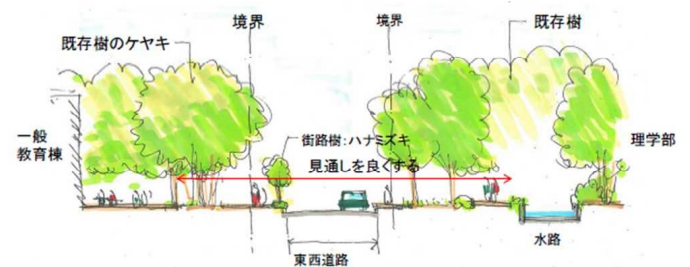 境界
境界
既存樹
既存樹のケヤキ
一般
教育棟
街路樹:ハナミズキ
理学部
見通しを良くする
水路
東西道路